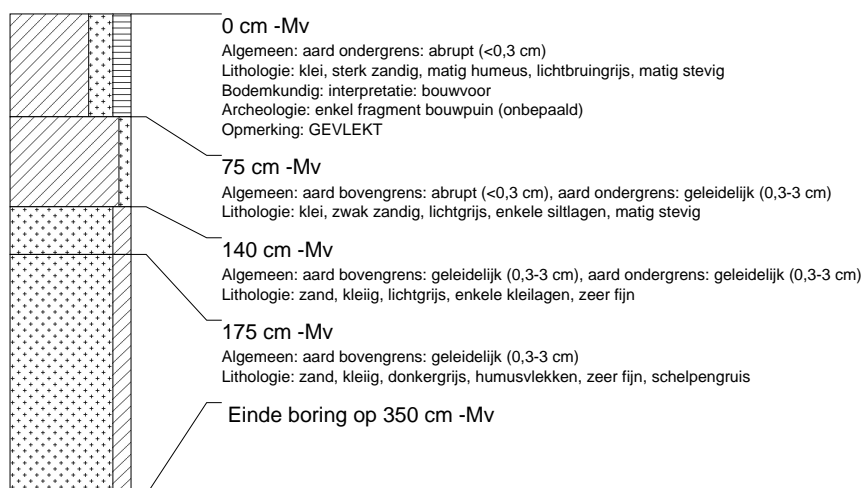 0 cm -Mv
Algemeen: aard ondergrens: abrupt (<0,3 cm)
Lithologie: klei, sterk zandig, matig humeus, lichtbruingrijs, matig stevig
Bodemkundig: interpretatie: bouwvoor
Archeologie: enkel fragment bouwpuin (onbepaald)
Opmerking: GEVLEKT
75 cm -Mv
Algemeen: aard bovengrens: abrupt (<0,3 cm), aard ondergrens: geleidelijk (0,3-3 cm)
Lithologie: klei, zwak zandig, lichtgrijs, enkele siltlagen, matig stevig
140 cm -Mv
Algemeen: aard bovengrens: geleidelijk (0,3-3 cm), aard ondergrens: geleidelijk (0,3-3 cm)
Lithologie: zand, kleiig, lichtgrijs, enkele kleilagen, zeer fijn
175 cm -Mv
Algemeen: aard bovengrens: geleidelijk (0,3-3 cm)
Lithologie: zand, kleiig, donkergrijs, humusvlekken, zeer fijn, schelpengruis
Einde boring op 350 cm -Mv